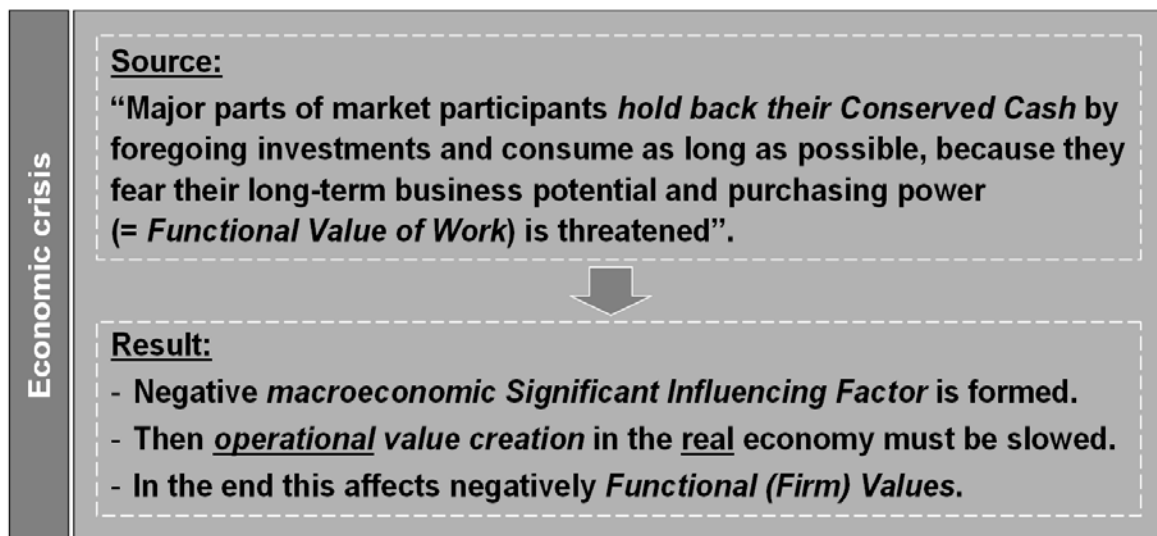 Economic crisis
Source:
“Major parts of market participants hold back their Conserved Cash by
foregoing investments and consume as long as possible, because they
fear their long-term business potential and purchasing power
(= Functional Value of Work) is threatened”.
Result:
- Negative macroeconomic Significant Influencing Factor is formed.
- Then operational value creation in the real economy must be slowed.
- In the end this affects negatively Functional (Firm) Values.